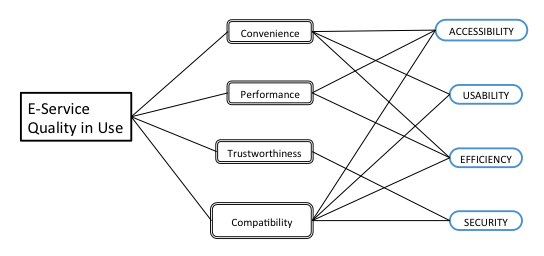 Convenience
ACCESSIBILITY
Performance
USABILITY
E-Service
Quality in Use
Trustworthiness
EFFICIENCY
Compatibility
SECURITY